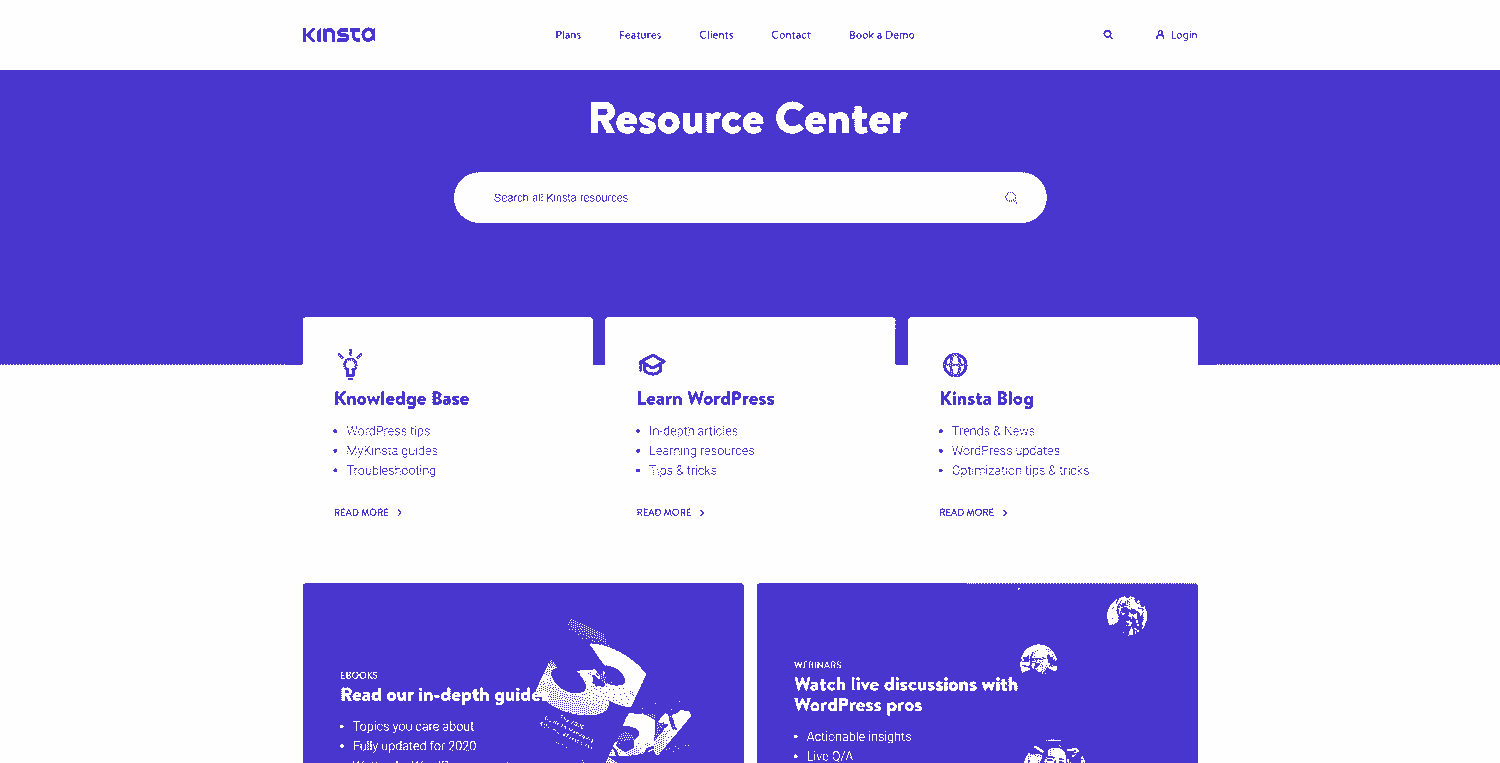 Kinsta
Plans Features Clients Contact Book a Demo Login
Resource Center
Search all Kinsta resources
Knowledge Base
WordPress tips
MyKinsta guides
Troubleshooting
READ MORE
Learn WordPress
In-depth articles
Learning resources
Tips & tricks
READ MORE
Kinsta Blog
Trends & News
WordPress updates
Optimization tips & tricks
READ MORE
EBOOKS
Read our in-depth guides
Topics you care about
Fully updated for 2020
WEBINARS
Watch live discussions with
WordPress pros
Actionable insights
Live Q/A